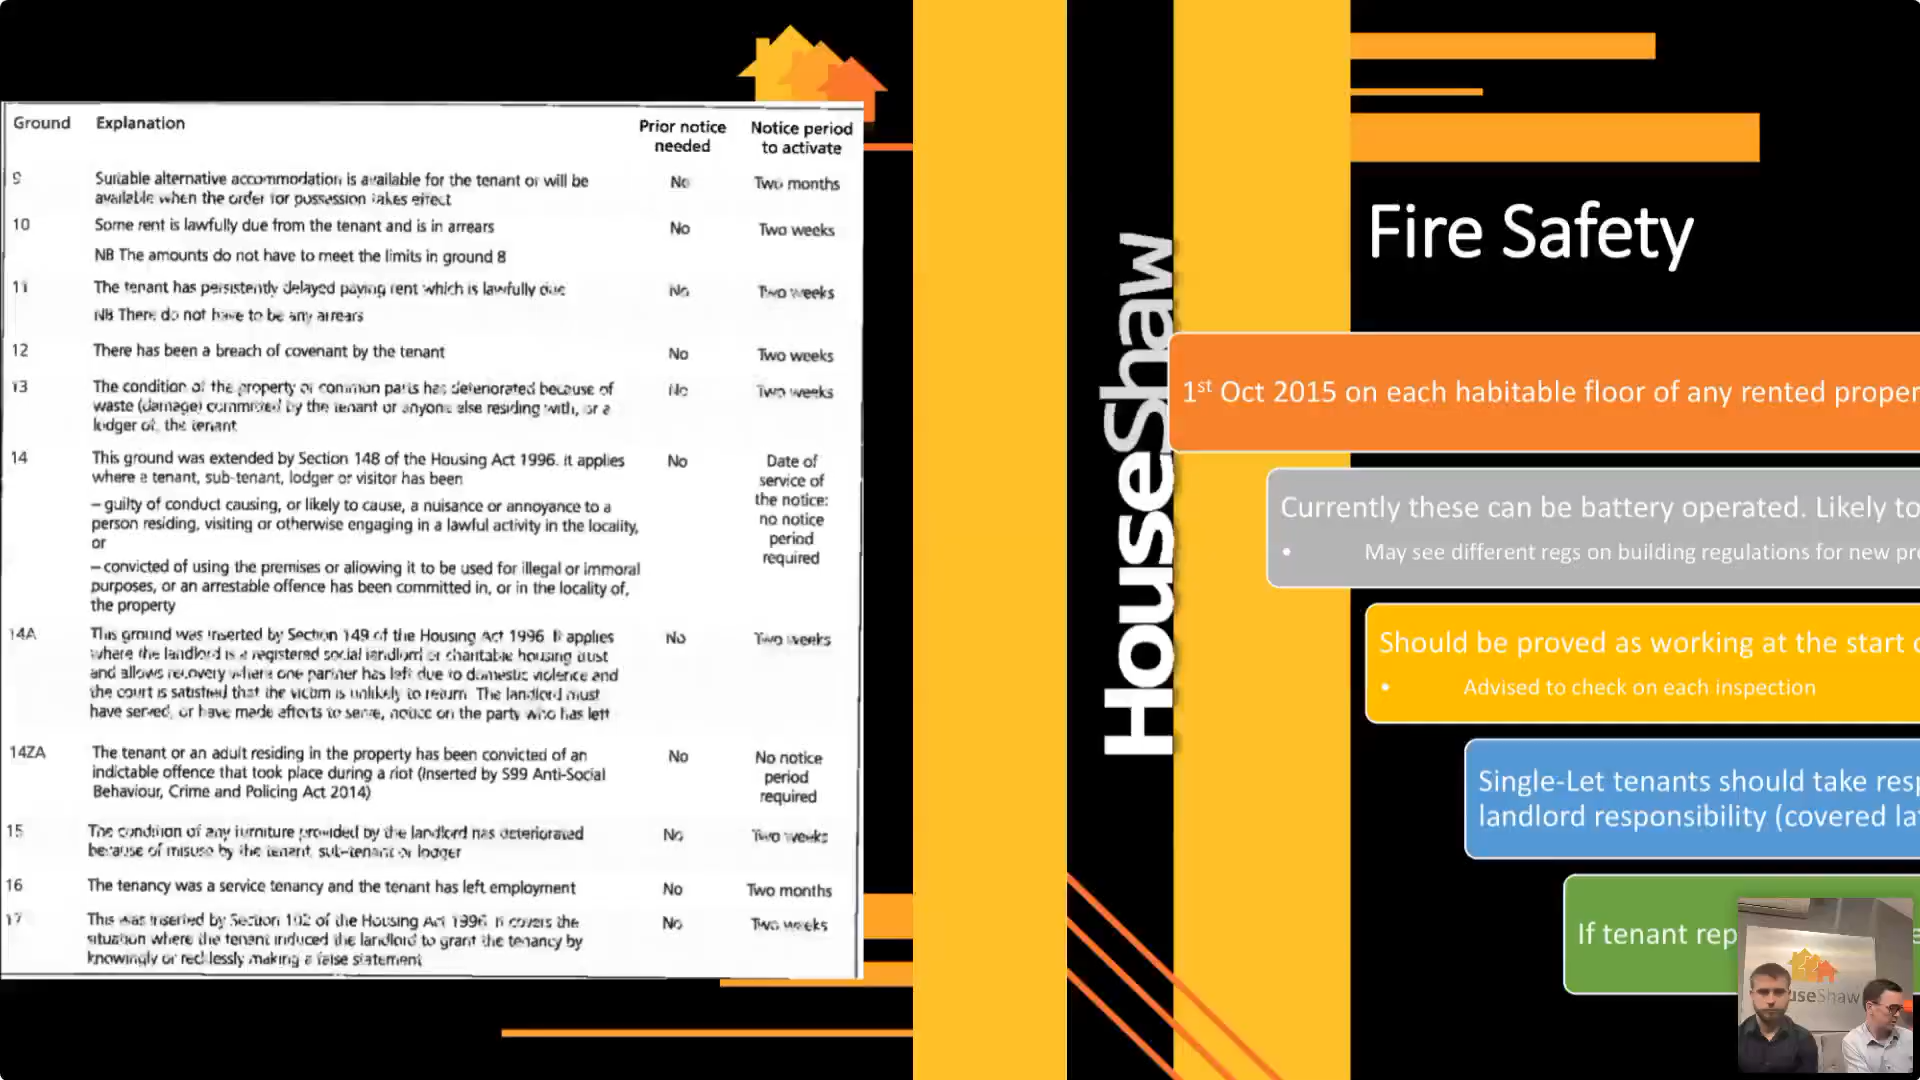 Ground Explanation Prior notice needed Notice period to activate
9 Suitable alternative accommodation is available for the tenant or will be No Two months
available when the order for possession takes effect
10 Some rent is lawfully due from the tenant and is in arrears No Two weeks
NB The amounts do not have to meet the limits in ground 8
11 The tenant has persistently delayed paying rent which is lawfully due No Two weeks
NB There do not have to be any arrears
12 There has been a breach of covenant by the tenant No Two weeks
13 The condition of the property or common parts has deteriorated because of No Two weeks
waste (damage) committed by the tenant or anyone else residing with, or a
lodger of, the tenant
14 This ground was extended by Section 148 of the Housing Act 1996. It applies No Date of service of the notice: no notice period required
where a tenant, sub-tenant, lodger or visitor has been
– guilty of conduct causing, or likely to cause, a nuisance or annoyance to a
person residing, visiting or otherwise engaging in a lawful activity in the locality,
or
– convicted of using the premises or allowing it to be used for illegal or immoral
purposes, or an arrestable offence has been committed in, or in the locality of,
the property
14A This ground was inserted by Section 149 of the Housing Act 1996. It applies No Two weeks
where the landlord is a registered social landlord or charitable housing trust
and allows recovery where one partner has left due to domestic violence and
the court is satisfied that the victim is unlikely to return. The landlord must
have served, or have made efforts to serve, notice on the party who has left
14ZA The tenant or an adult residing in the property has been convicted of an No No notice period required
indictable offence that took place during a riot (Inserted by S99 Anti-Social
Behaviour, Crime and Policing Act 2014)
15 The condition of any furniture provided by the landlord has deteriorated No Two weeks
because of misuse by the tenant, sub-tenant or lodger
16 The tenancy was a service tenancy and the tenant has left employment No Two months
17 This was inserted by Section 102 of the Housing Act 1996. It covers the No Two weeks
situation where the tenant induced the landlord to grant the tenancy by
knowingly or recklessly making a false statement
HouseShaw
Fire Safety
1st Oct 2015 on each habitable floor of any rented proper
Currently these can be battery operated. Likely to
• May see different regs on building regulations for new pr
Should be proved as working at the start
• Advised to check on each inspection
Single-Let tenants should take res
landlord responsibility (covered la
If tenant rep
useShaw